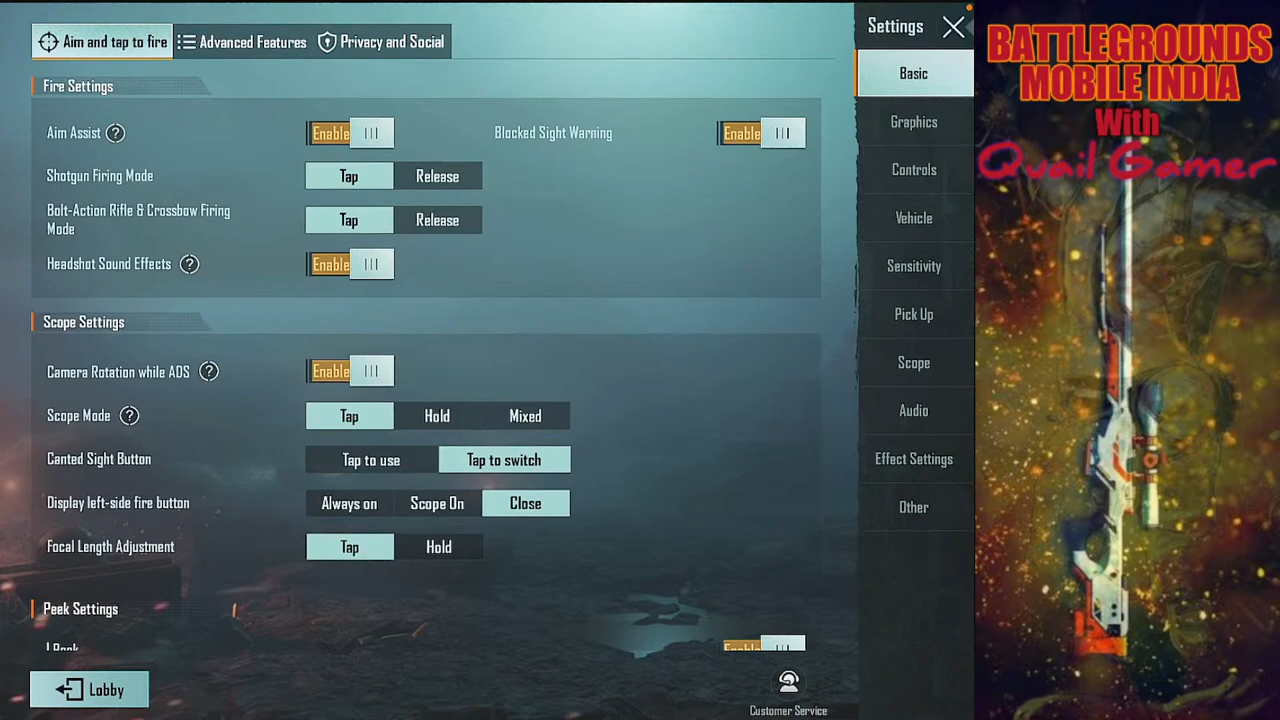 Aim and tap to fire
Advanced Features
Privacy and Social
Settings
Fire Settings
Aim Assist ?
Enable
Blocked Sight Warning
Enable
Shotgun Firing Mode
Tap
Release
Bolt-Action Rifle & Crossbow Firing
Mode
Tap
Release
Headshot Sound Effects ?
Enable
Scope Settings
Camera Rotation while ADS ?
Enable
Scope Mode ?
Tap
Hold
Mixed
Canted Sight Button
Tap to use
Tap to switch
Display left-side fire button
Always on
Scope On
Close
Focal Length Adjustment
Tap
Hold
Peek Settings
Enable
Lobby
Customer Service
Basic
Graphics
Controls
Vehicle
Sensitivity
Pick Up
Scope
Audio
Effect Settings
Other
BATTLEGROUNDS
MOBILE INDIA
With
Quail Gamer